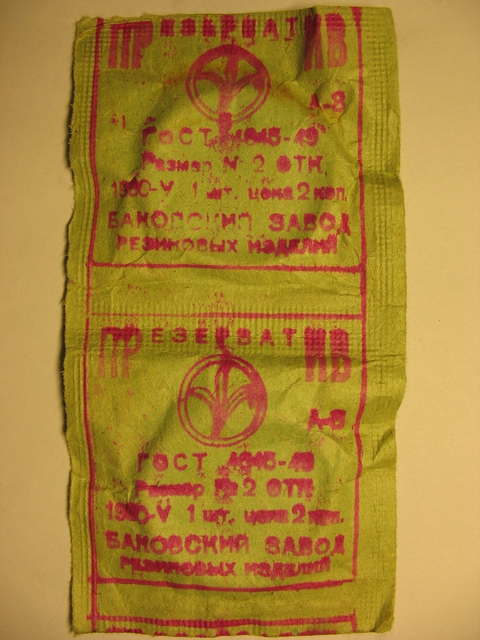 ПРЕЗЕРВАТИВ
А-8
ГОСТ 4645-49
Размер № 2 ОТК
1960-V 1 шт. цена 2 коп.
БАКОВСКИЙ ЗАВОД
РЕЗИНОВЫХ ИЗДЕЛИЙ
ПРЕЗЕРВАТИВ
А-8
ГОСТ 4645-49
Размер № 2 ОТК
1960-V 1 шт. цена 2 коп.
БАКОВСКИЙ ЗАВОД
РЕЗИНОВЫХ ИЗДЕЛИЙ